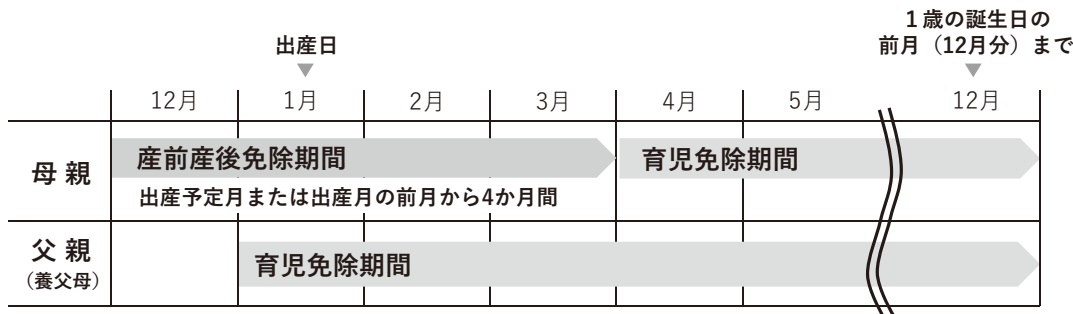 1歳の誕生日の
前月（12月分）まで
出産日
12月 1月 2月 3月 4月 5月 12月
母親
産前産後免除期間
育児免除期間
出産予定月または出産月の前月から4か月間
父親
（養父母）
育児免除期間